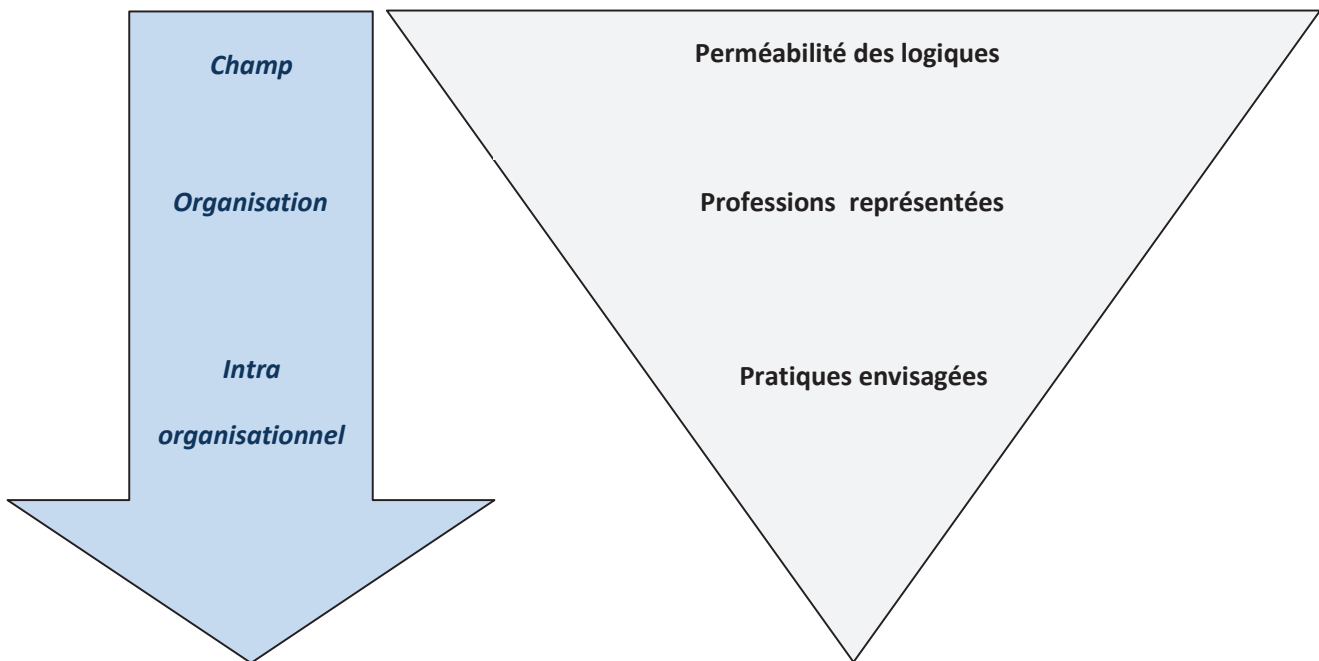 Champ
Perméabilité des logiques
Organisation
Professions représentées
Intra
organisationnel
Pratiques envisagées